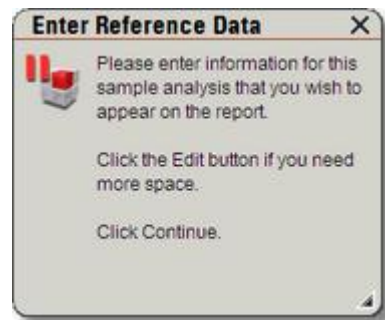 Enter Reference Data
Please enter information for this
sample analysis that you wish to
appear on the report.
Click the Edit button if you need
more space.
Click Continue.